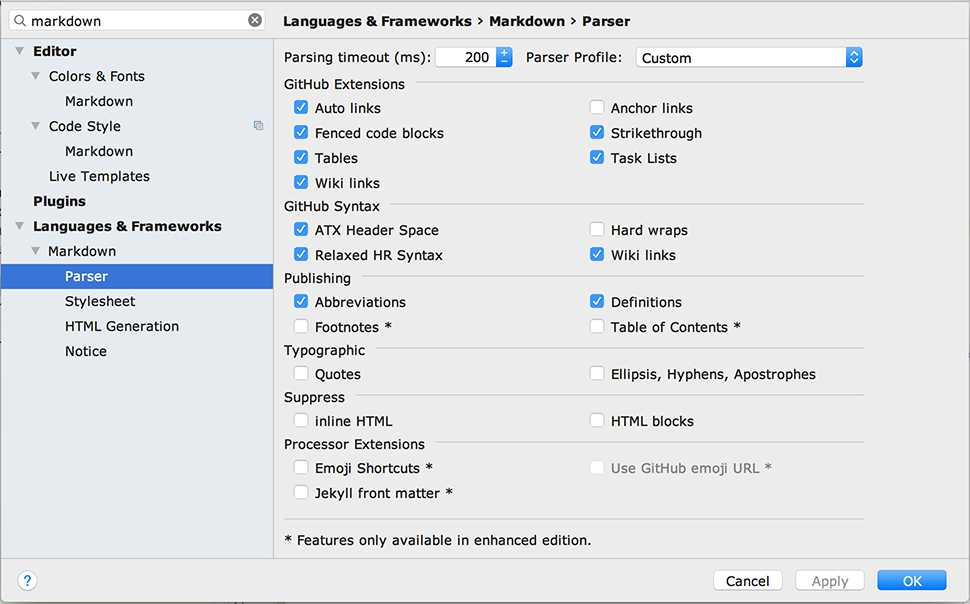 markdown
Editor
Colors & Fonts
Markdown
Code Style
Markdown
Live Templates
Plugins
Languages & Frameworks
Markdown
Parser
Stylesheet
HTML Generation
Notice
Languages & Frameworks › Markdown › Parser
Parsing timeout (ms): 200 Parser Profile: Custom
GitHub Extensions
Auto links Anchor links
Fenced code blocks Strikethrough
Tables Task Lists
Wiki links
GitHub Syntax
ATX Header Space Hard wraps
Relaxed HR Syntax Wiki links
Publishing
Abbreviations Definitions
Footnotes * Table of Contents *
Typographic
Quotes Ellipsis, Hyphens, Apostrophes
Suppress
inline HTML HTML blocks
Processor Extensions
Emoji Shortcuts * Use GitHub emoji URL *
Jekyll front matter *
* Features only available in enhanced edition.
? Cancel Apply OK